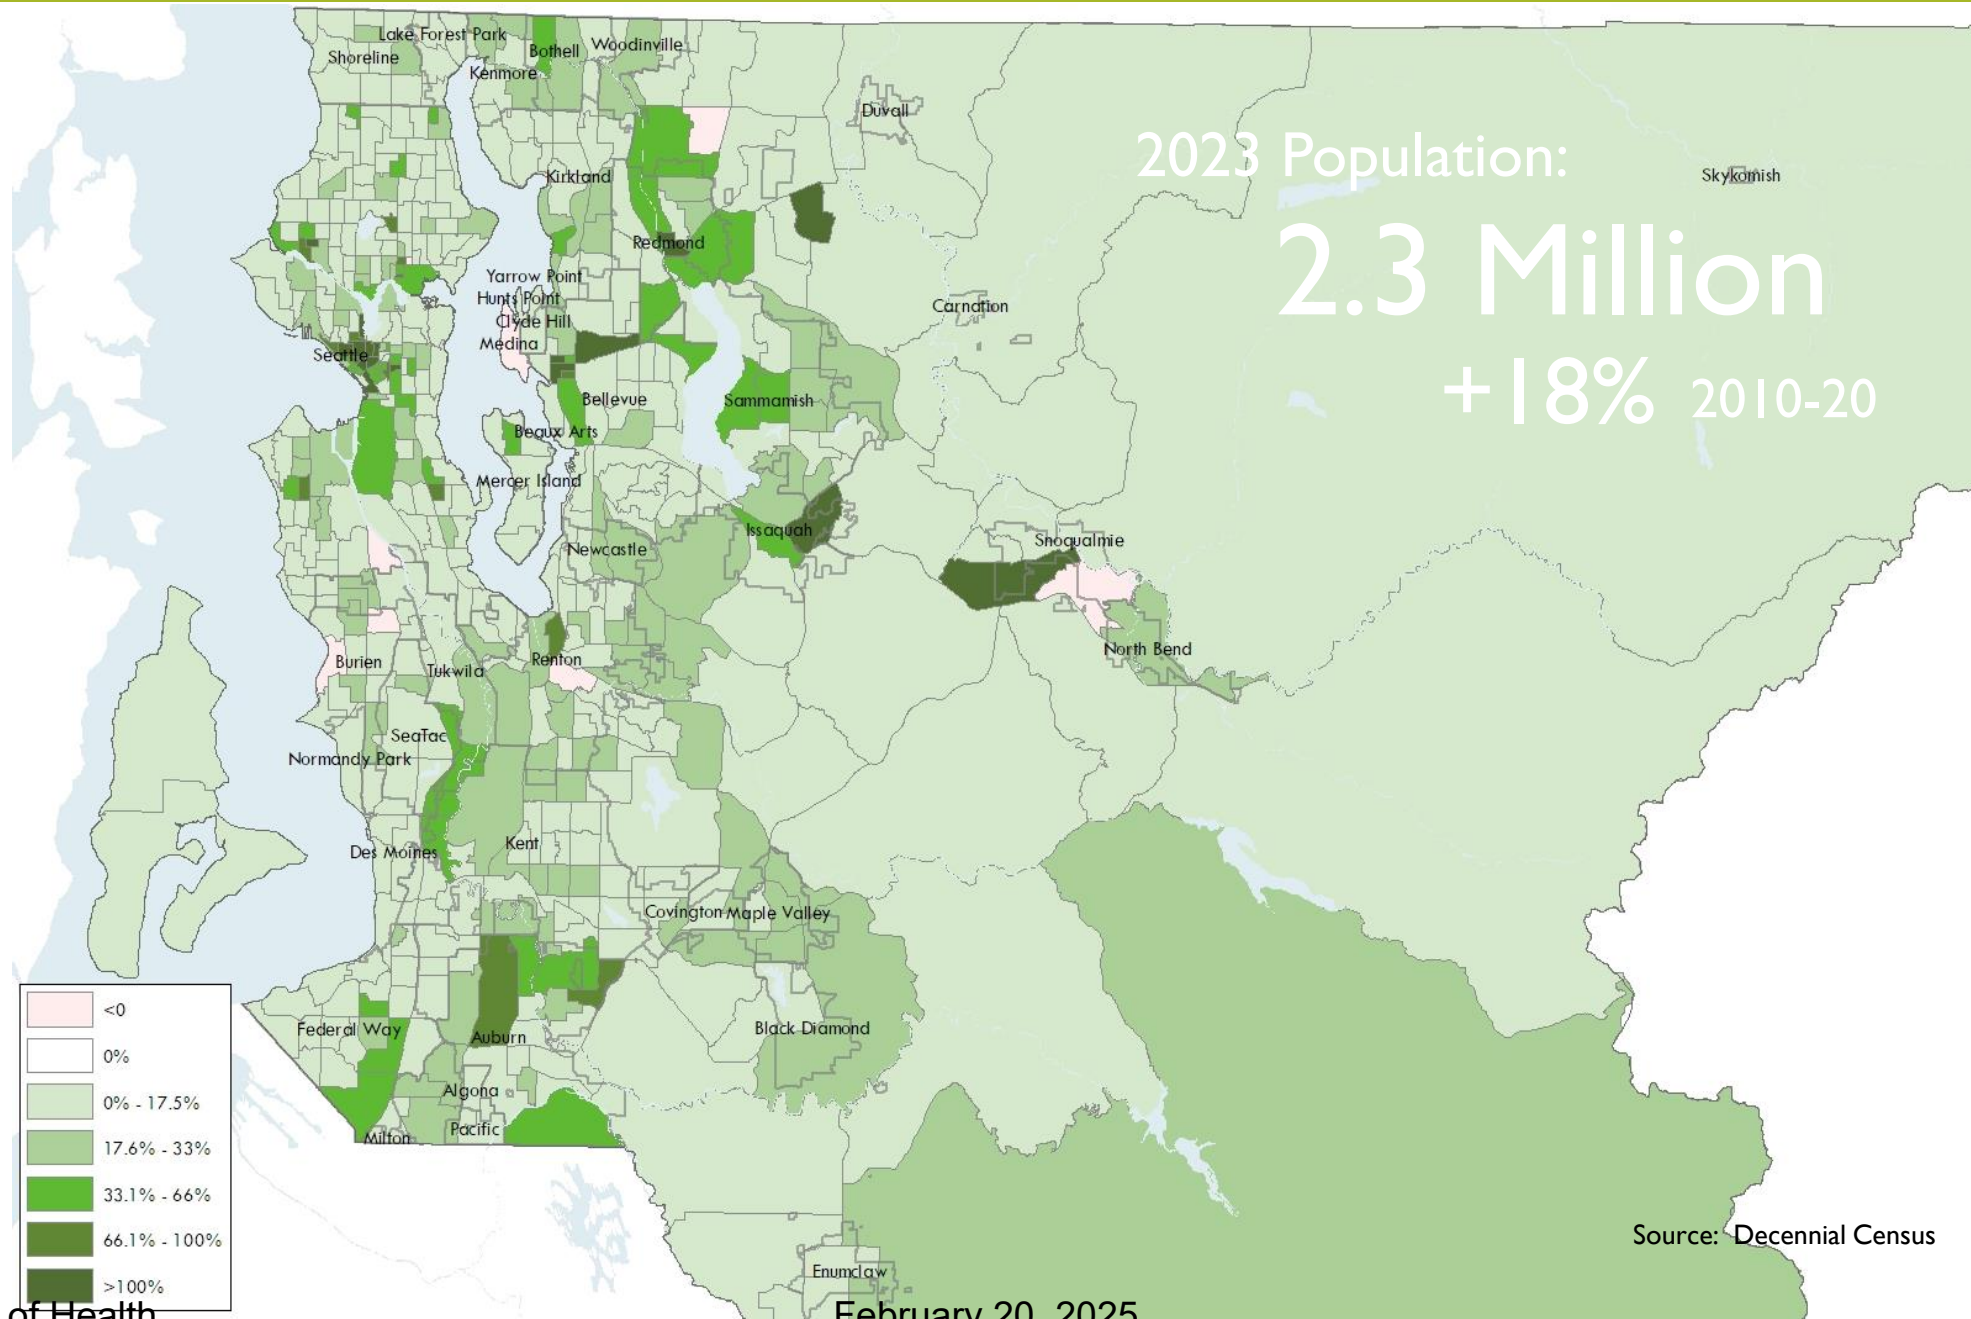 Lake Forest Park
Shoreline
Bothell
Woodinville
Kenmore
Duvall
2023 Population:
Kirkland
Skykomish
Redmond
2.3 Million
Yarrow Point
Hunts Point
Carnation
Clyde Hill
Medina
Seattle
+18% 2010-20
Bellevue
Sammamish
Beaux Arts
Mercer Island
Issaquah
Snoqualmie
Newcastle
North Bend
Renton
Burien
Tukwila
SeaTac
Normandy Park
Kent
Des Moines
Covington
Maple Valley
Federal Way
Black Diamond
Auburn
Algona
Pacific
Milton
Enumclaw
<0
0%
0% - 17.5%
17.6% - 33%
33.1% - 66%
66.1% - 100%
>100%
Source: Decennial Census
of Health
February 20, 2025